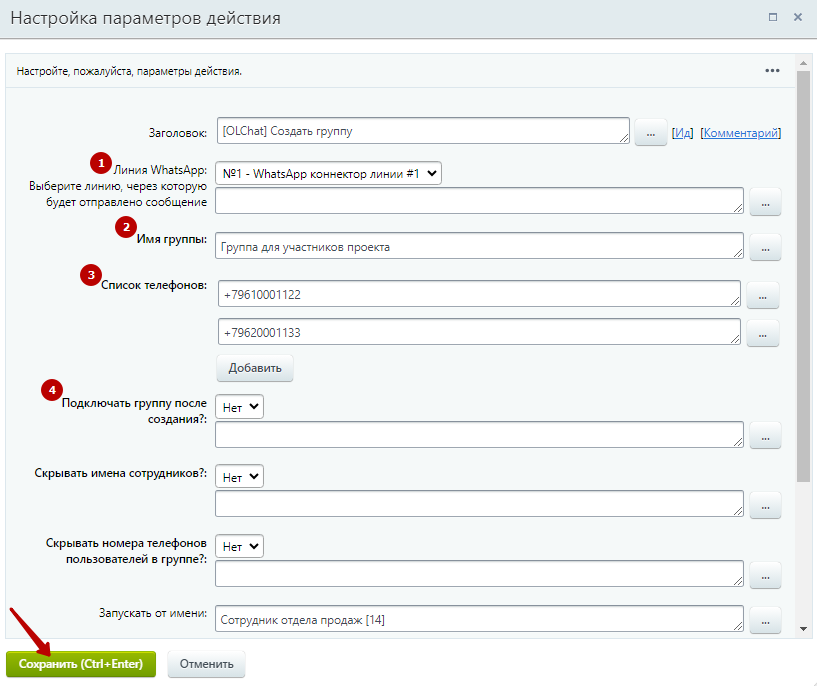 Настройка параметров действия
Настройте, пожалуйста, параметры действия.
...
Заголовок: [OLChat] Создать группу ... [Ид] [Комментарий]
1
Линия WhatsApp: №1 - WhatsApp коннектор линии #1
Выберите линию, через которую
будет отправлено сообщение ...
2
Имя группы: Группа для участников проекта ...
3
Список телефонов: +79610001122 ...
+79620001133 ...
Добавить
4
Подключать группу после
создания?: Нет
...
Скрывать имена сотрудников?: Нет
...
Скрывать номера телефонов
пользователей в группе?: Нет
...
Запускать от имени: Сотрудник отдела продаж [14] ...
Сохранить (Ctrl+Enter) Отменить